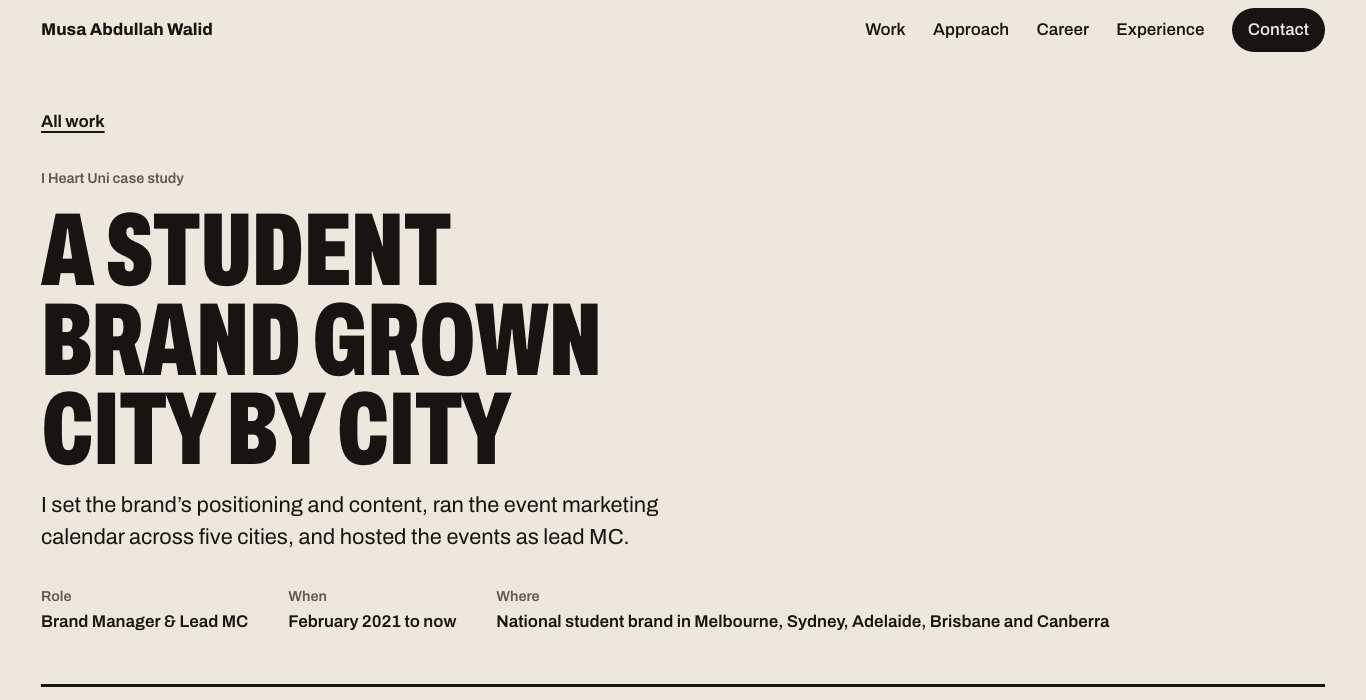 Musa Abdullah Walid
Work Approach Career Experience Contact
All work
I Heart Uni case study
A STUDENT
BRAND GROWN
CITY BY CITY
I set the brand’s positioning and content, ran the event marketing
calendar across five cities, and hosted the events as lead MC.
Role When Where
Brand Manager & Lead MC February 2021 to now National student brand in Melbourne, Sydney, Adelaide, Brisbane and Canberra